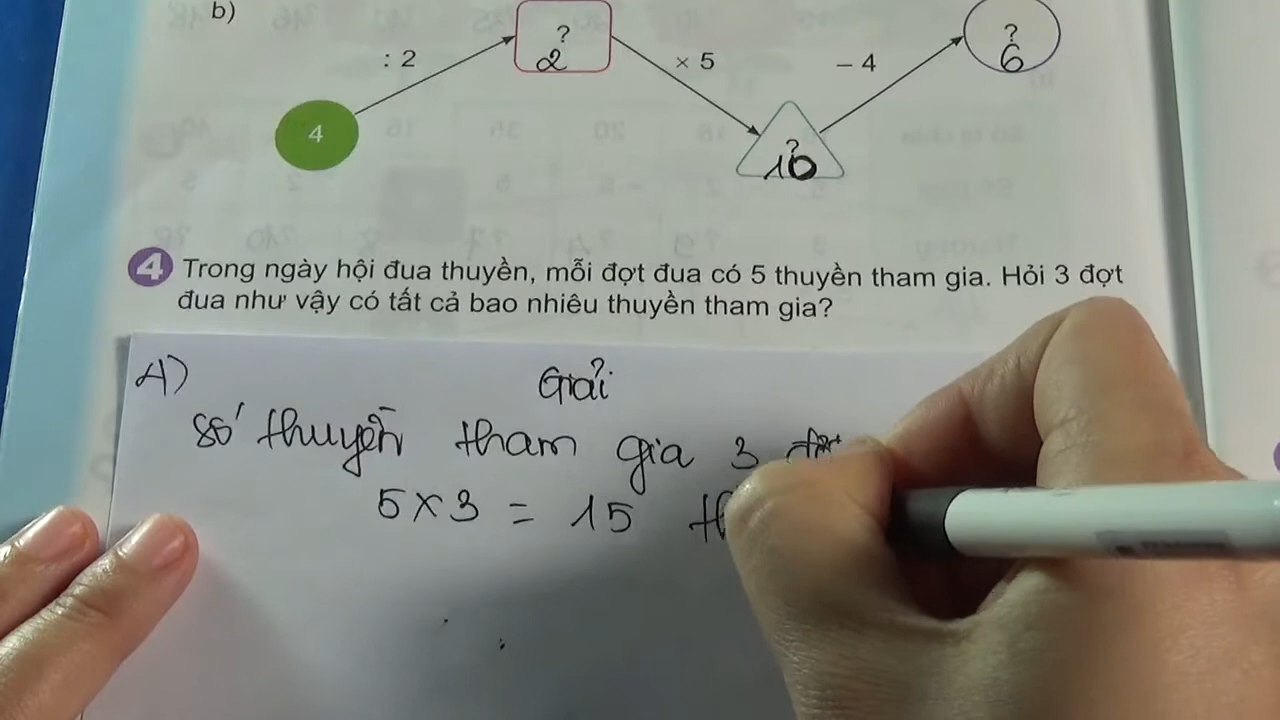 b)
: 2
?
2
× 5
– 4
?
6
4
?
10
4 Trong ngày hội đua thuyền, mỗi đợt đua có 5 thuyền tham gia. Hỏi 3 đợt
đua như vậy có tất cả bao nhiêu thuyền tham gia?
4)
Giải
Số thuyền tham gia 3
5 x 3 = 15